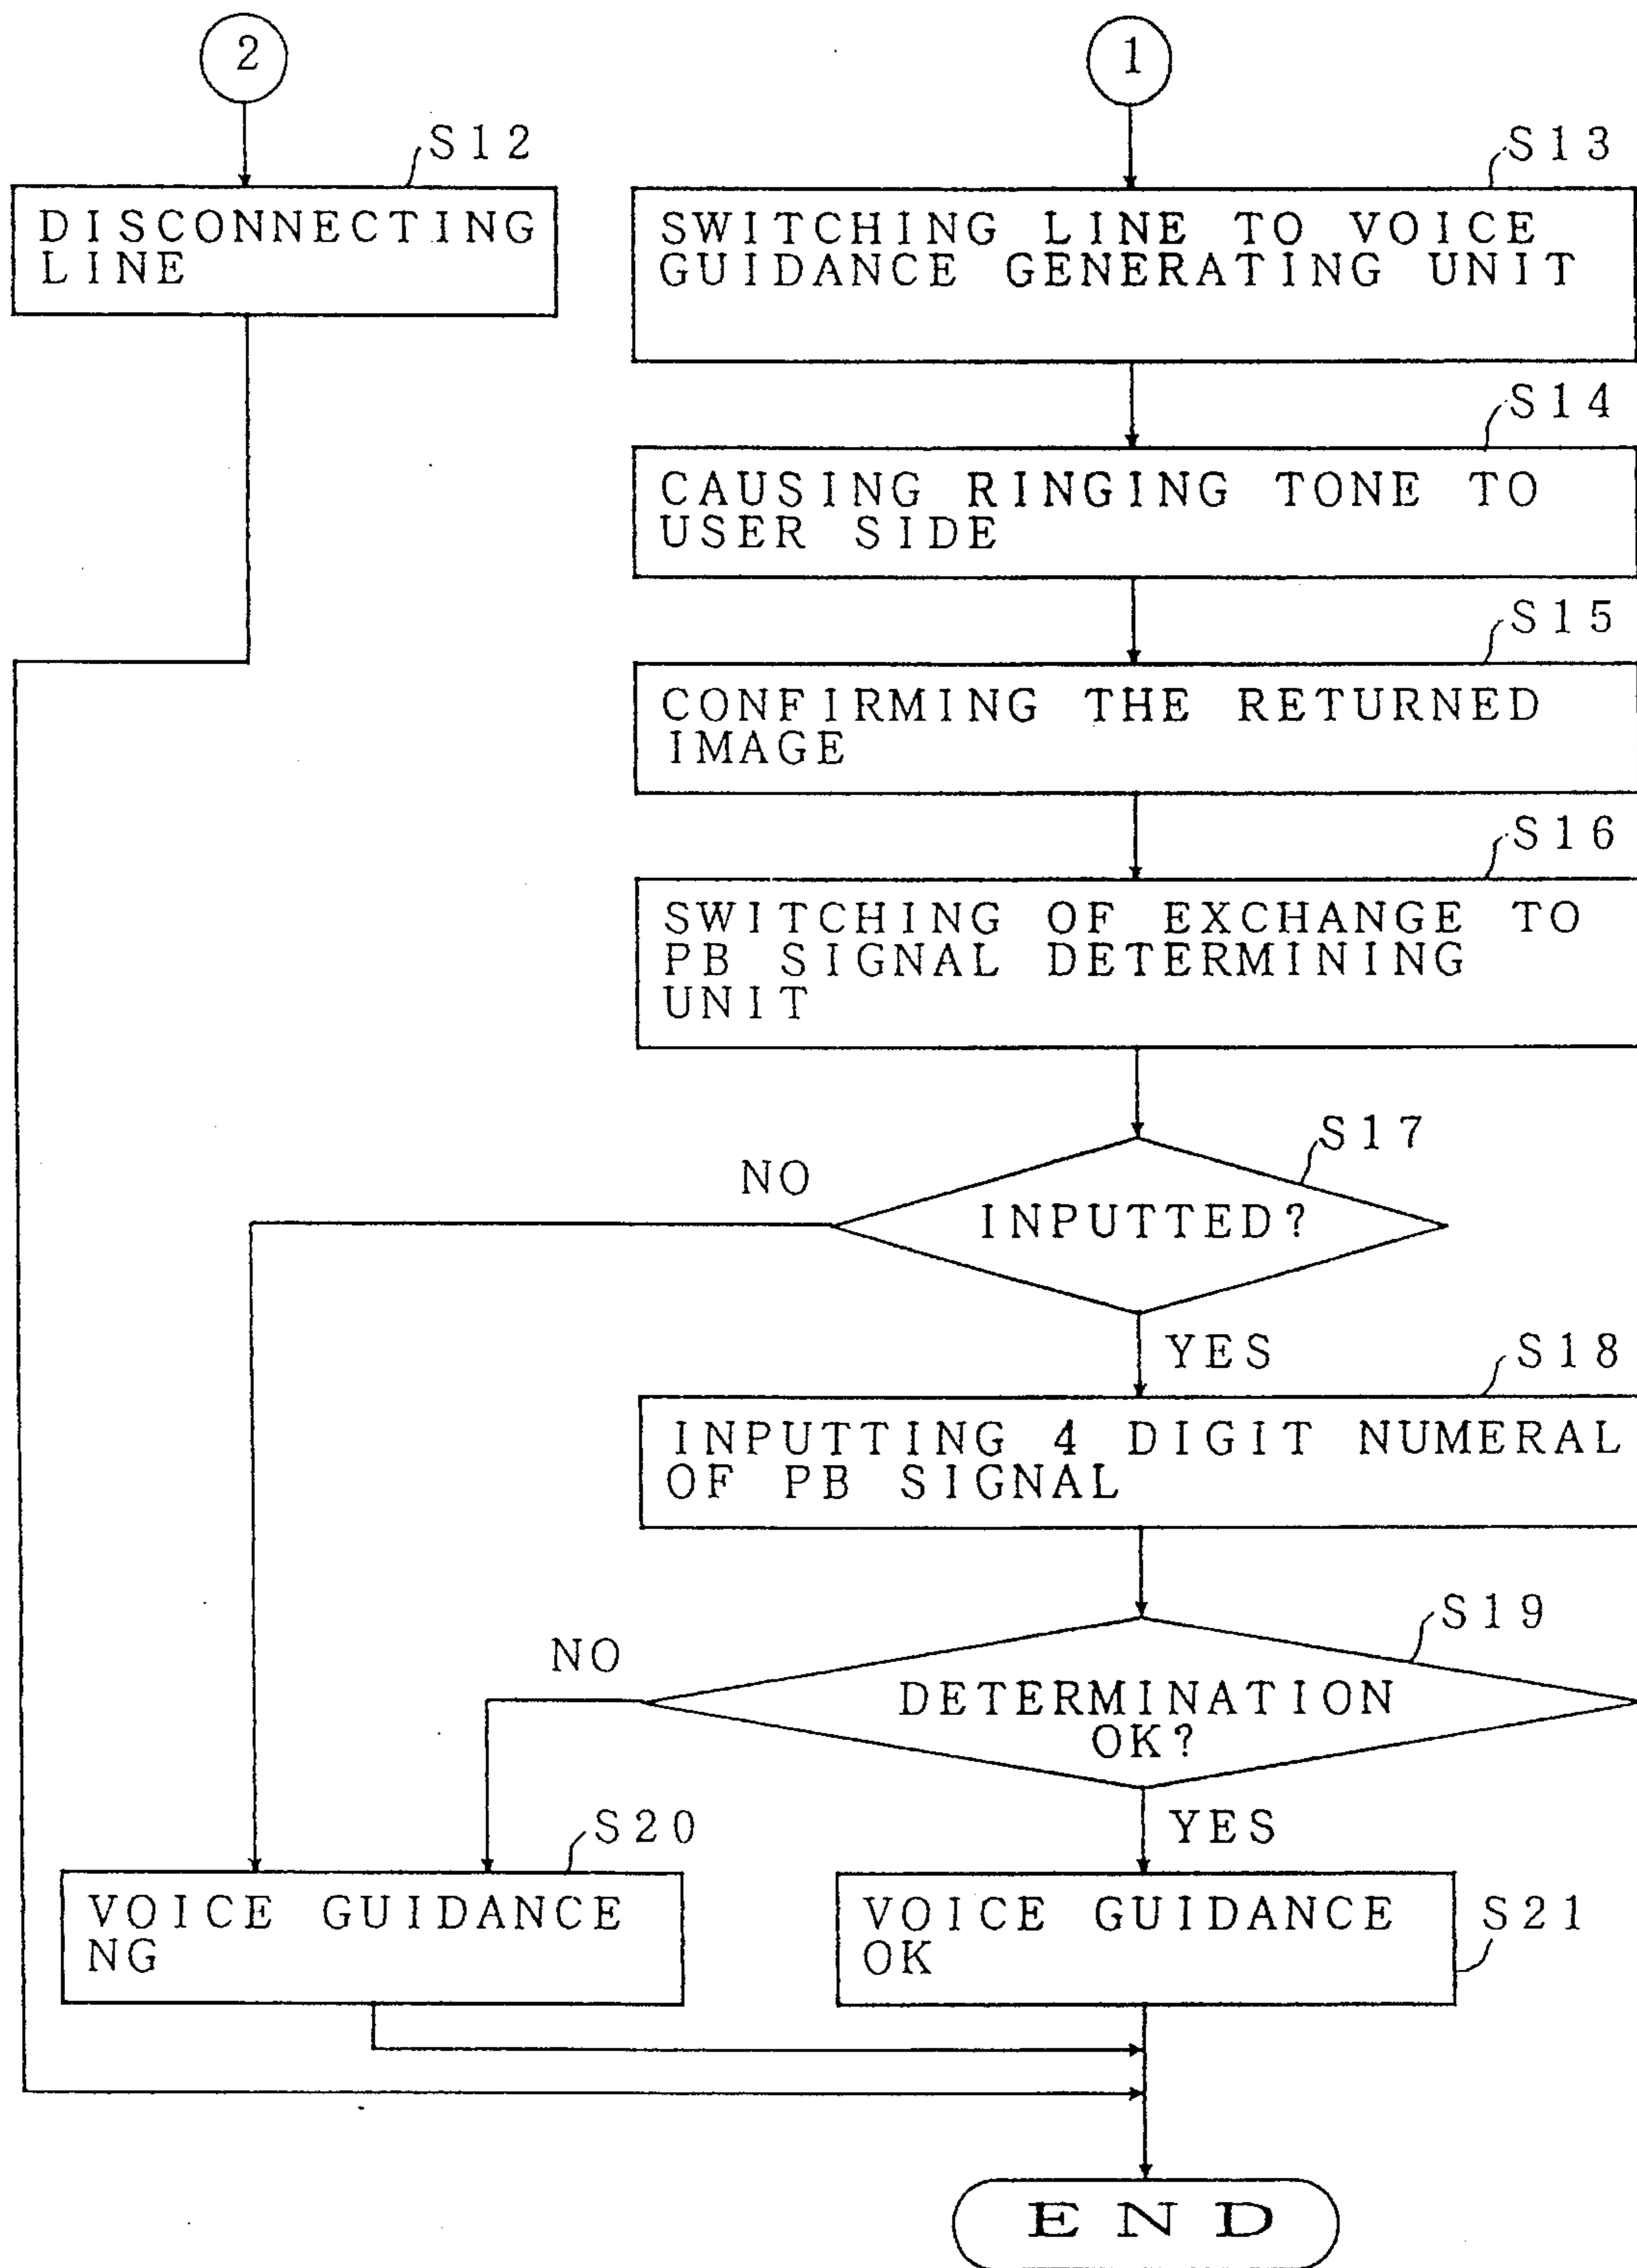 2
1
S12
S13
DISCONNECTING
LINE
SWITCHING LINE TO VOICE
GUIDANCE GENERATING UNIT
S14
CAUSING RINGING TONE TO
USER SIDE
S15
CONFIRMING THE RETURNED
IMAGE
S16
SWITCHING OF EXCHANGE TO
PB SIGNAL DETERMINING
UNIT
S17
NO
INPUTTED?
YES
S18
INPUTTING 4 DIGIT NUMERAL
OF PB SIGNAL
S19
NO
DETERMINATION
OK?
YES
S20
VOICE GUIDANCE
NG
VOICE GUIDANCE
OK
S21
END